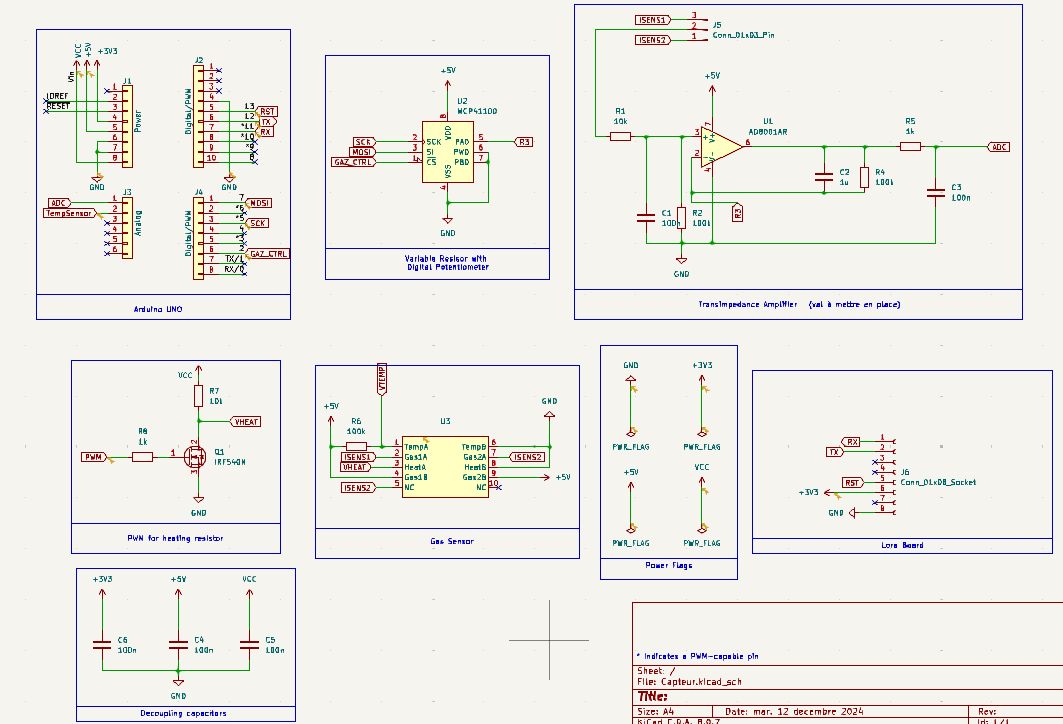 VCC
+5V
+3V3
Vin
IOREF
RESET
J1
1
2
3
4
5
6
7
8
Power
GND
J2
1
2
3
4
5
6
7
8
9
10
Digital/PWM
13
12
*11
*10
*9
8
RST
TX
RX
GND
J3
1
2
3
4
5
6
Analog
ADC
TempSensor
J4
1
2
3
4
5
6
7
8
Digital/PWM
7
*6
*5
4
*3
2
TX/1
RX/0
MOSI
SCK
GAZ_CTRL
Arduino UNO
+5V
U2
MCP41100
8
VDD
SCK
MOSI
GAZ_CTRL
2
3
1
SCK
SI
CS
PA0
PW0
PB0
5
6
7
R3
VSS
4
GND
Variable Resisor with
Digital Potentiometer
ISENS1
ISENS2
3
2
1
J5
Conn_01x03_Pin
+5V
R1
10k
U1
AD8001AR
7
3
2
6
4
V+
V-
R5
1k
ADC
C2
1u
R4
100k
C3
100n
C1
100n
R2
100k
R3
GND
Transimpedance Amplifier (val à mettre en place)
VCC
R7
10k
VHEAT
R8
1k
PWM
1
2
3
Q1
IRF540N
GND
PWN for heating resistor
VTEMP
+5V
R6
100k
U3
GND
ISENS1
VHEAT
ISENS2
1
2
3
4
5
TempA
Gas1A
HeatA
Gas1B
NC
TempB
Gas2A
HeatB
Gas2B
NC
6
7
8
9
10
ISENS2
+5V
Gas Sensor
GND
+3V3
PWR_FLAG
PWR_FLAG
+5V
VCC
PWR_FLAG
PWR_FLAG
Power Flags
RX
TX
RST
+3V3
GND
1
2
3
4
5
6
7
8
J6
Conn_01x08_Socket
Lora Board
+3V3
+5V
VCC
C6
100n
C4
100n
C5
100n
GND
Decoupling capacitors
* Indicates a PWM-capable pin
Sheet: /
File: Capteur.kicad_sch
Title:
Size: A4
Date: mar. 12 decembre 2024
Rev:
KiCad E.D.A. 8.0.7
Id: 1/1